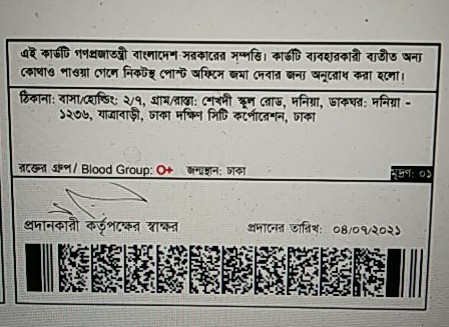 এই কার্ডটি গণপ্রজাতন্ত্রী বাংলাদেশ সরকারের সম্পত্তি। কার্ডটি ব্যবহারকারী ব্যতীত অন্য
কোথাও পাওয়া গেলে নিকটস্থ পোস্ট অফিসে জমা দেবার জন্য অনুরোধ করা হলো।
ঠিকানা: বাসা/হোল্ডিং: ২/৭, গ্রাম/রাস্তা: শেখদী স্কুল রোড, দনিয়া, ডাকঘর: দনিয়া -
১২৩৬, যাত্রাবাড়ী, ঢাকা দক্ষিণ সিটি কর্পোরেশন, ঢাকা
রক্তের গ্রুপ/ Blood Group: O+ জন্মস্থান: ঢাকা মুদ্রণ: ০১
প্রদানকারী কর্তৃপক্ষের স্বাক্ষর প্রদানের তারিখ: ০৪/০৭/২০২১